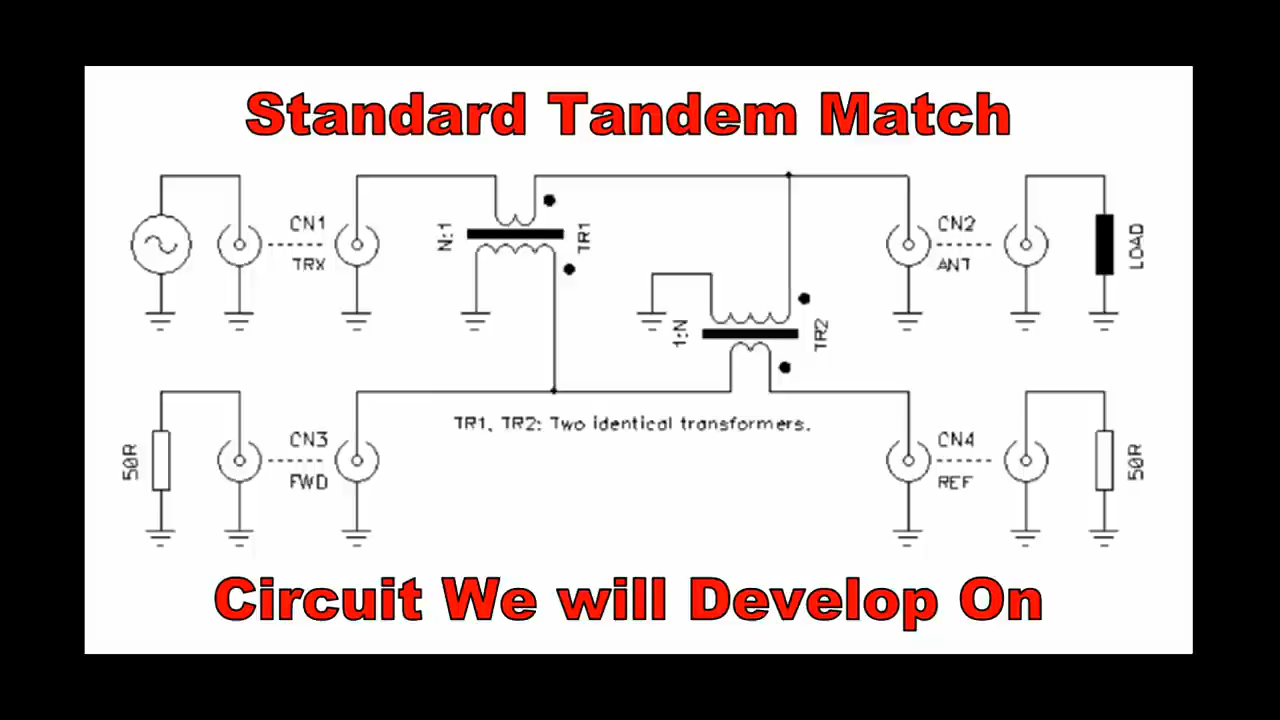 Standard Tandem Match
CN1
TRX
N:1
TR1
CN2
ANT
LOAD
1:N
TR2
TR1, TR2: Two identical transformers.
50R
CN3
FWD
CN4
REF
50R
Circuit We will Develop On